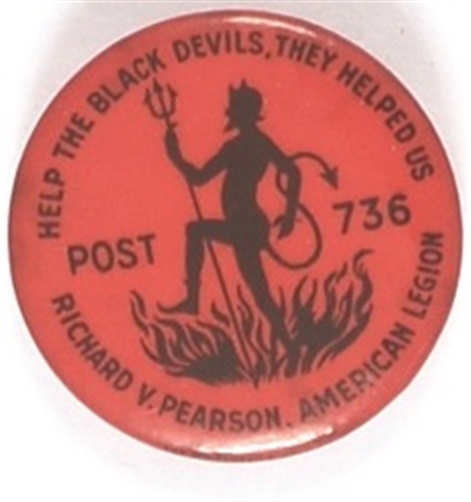 HELP THE BLACK DEVILS, THEY HELPED US
POST 736
RICHARD V. PEARSON. AMERICAN LEGION